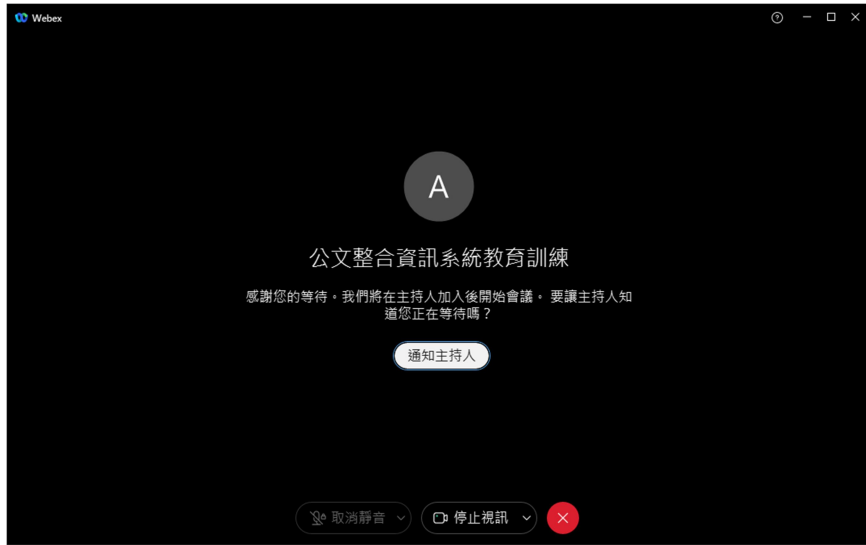 Webex
A
公文整合資訊系統教育訓練
感謝您的等待。我們將在主持人加入後開始會議。 要讓主持人知
道您正在等待嗎？
通知主持人
取消靜音
停止視訊